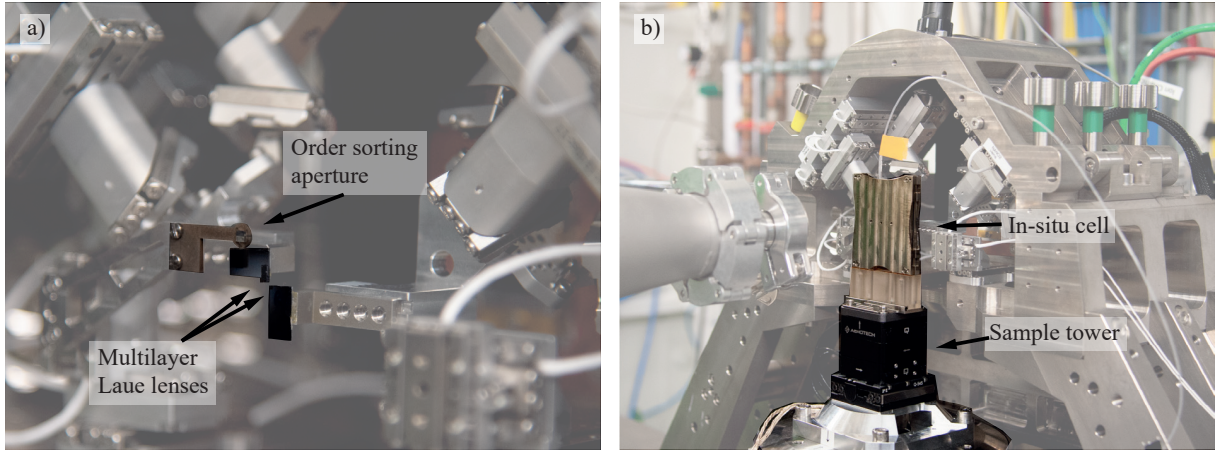 a)
Order sorting
aperture
Multilayer
Laue lenses
b)
In-situ cell
Sample tower